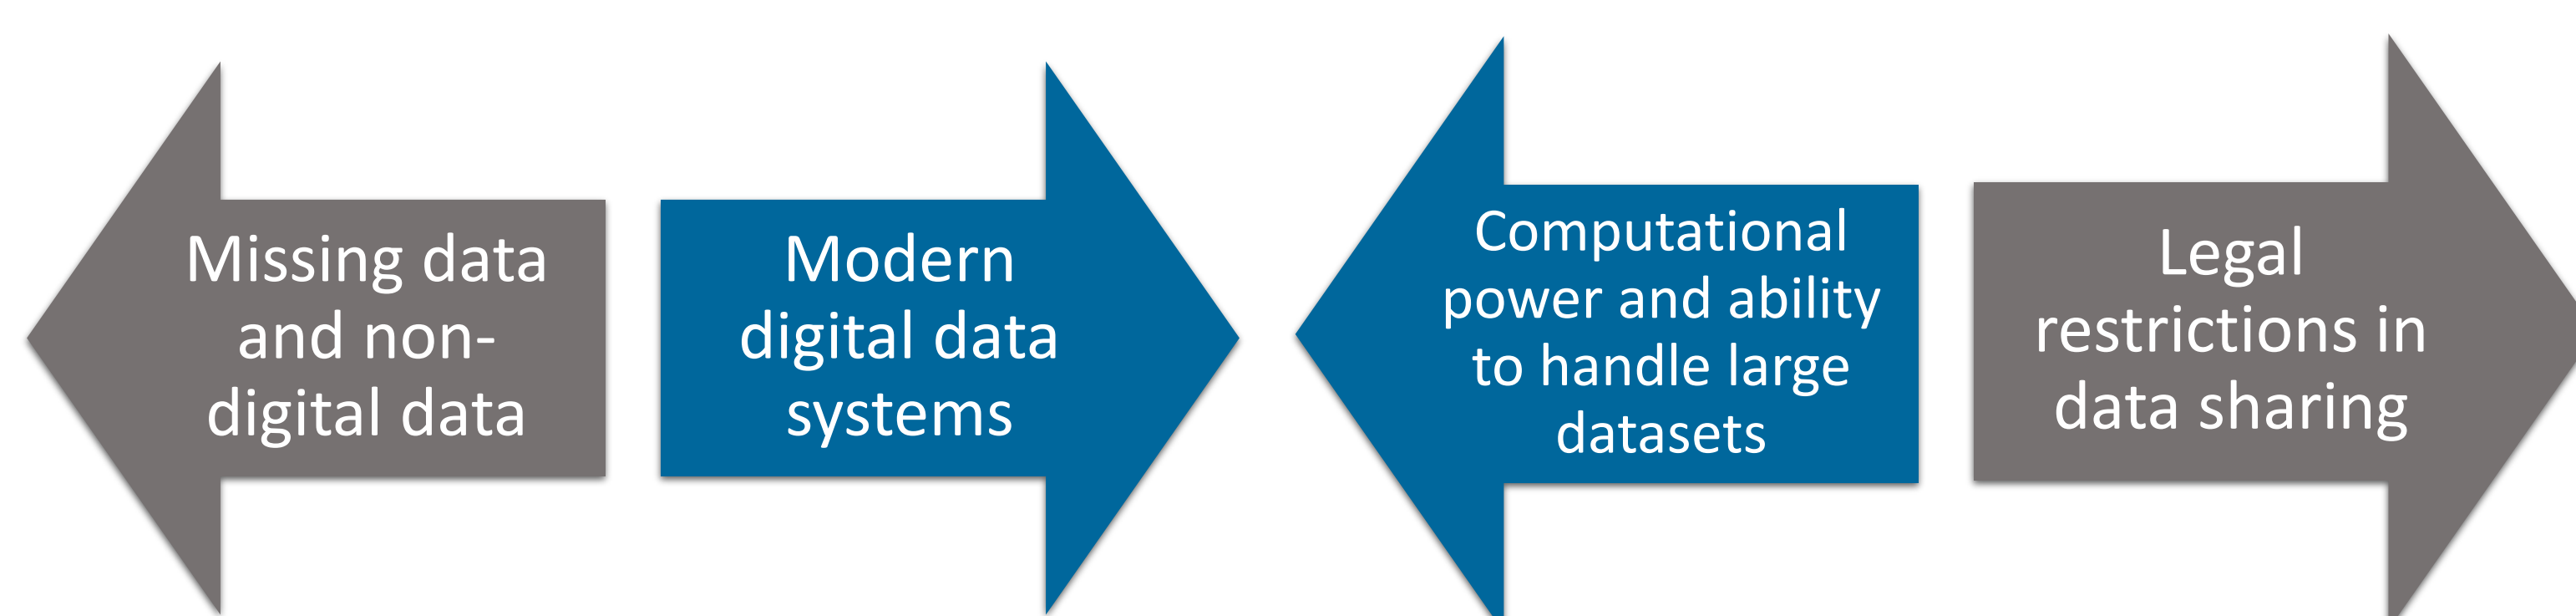 Missing data
and non-
digital data
Modern
digital data
systems
Computational
power and ability
to handle large
datasets
Legal
restrictions in
data sharing